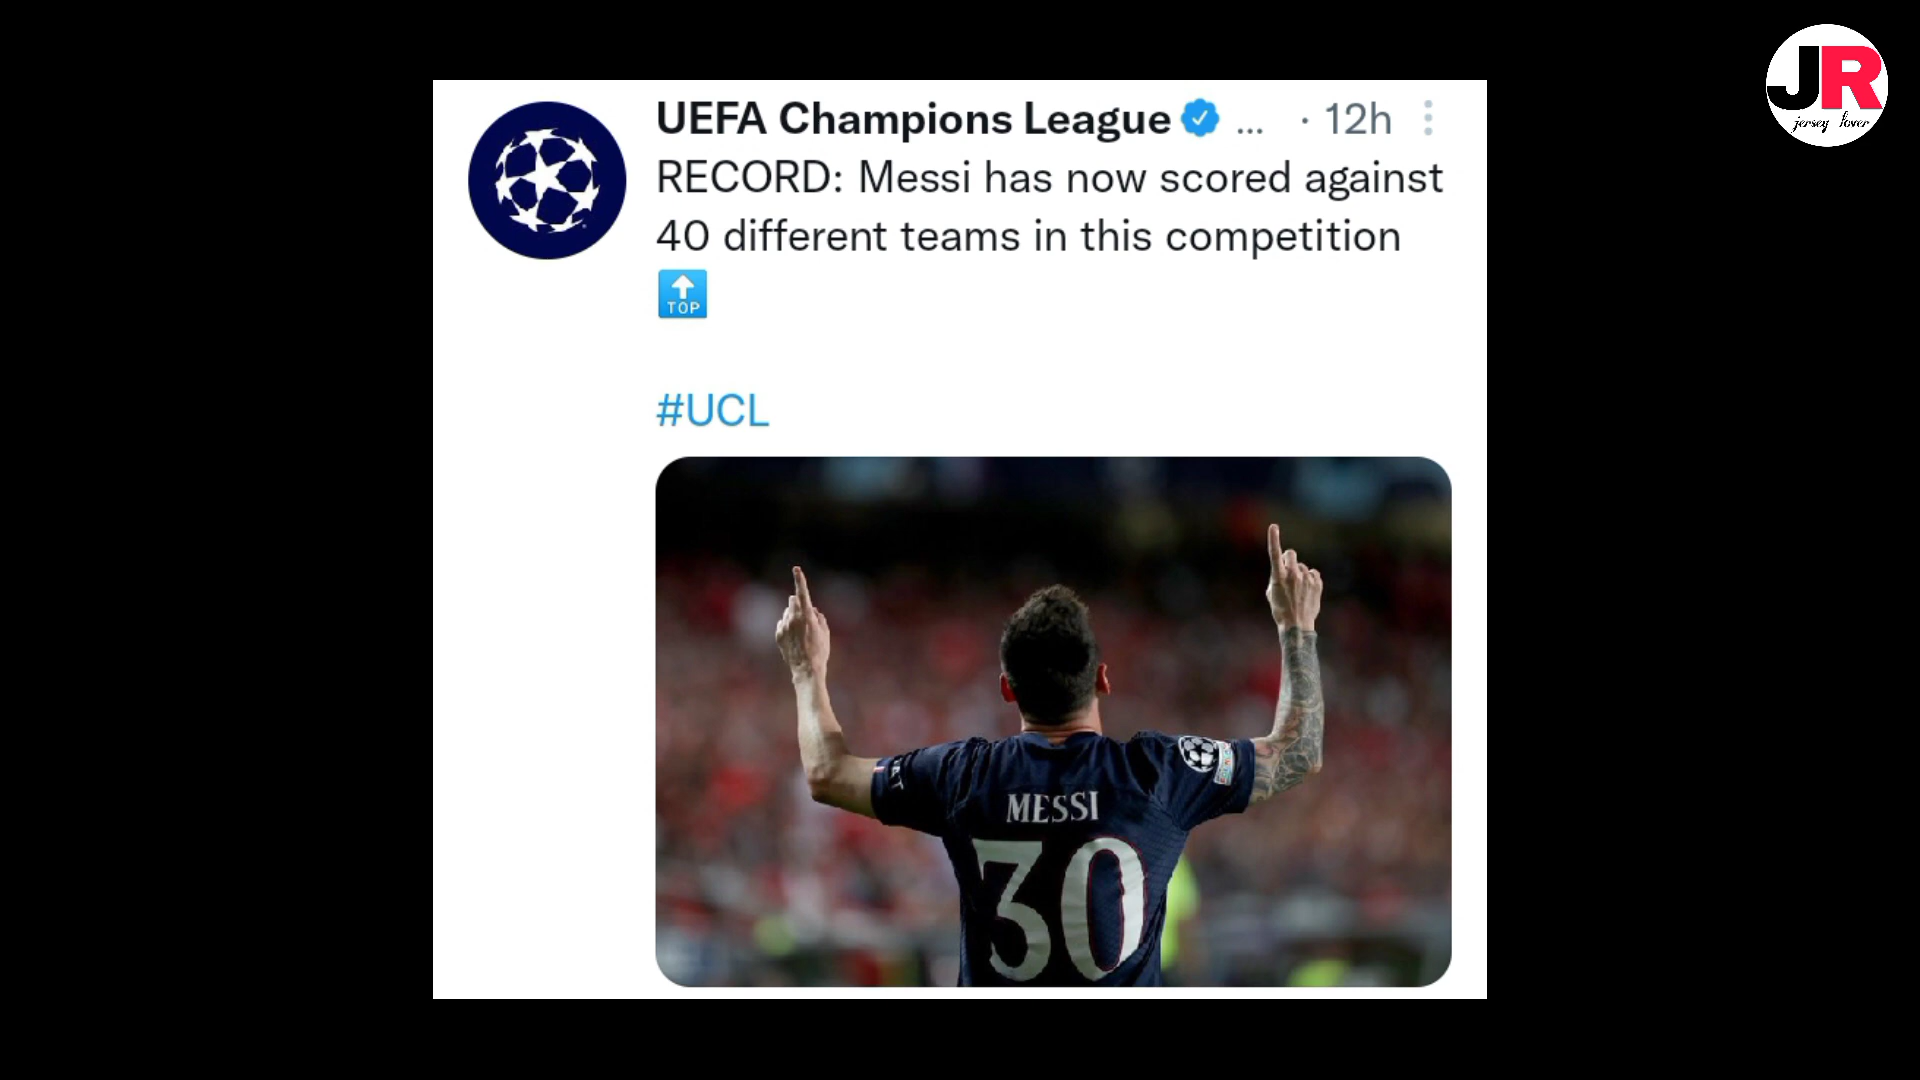 JR
jersey lover
UEFA Champions League ... · 12h
RECORD: Messi has now scored against
40 different teams in this competition
TOP
#UCL
MESSI
30